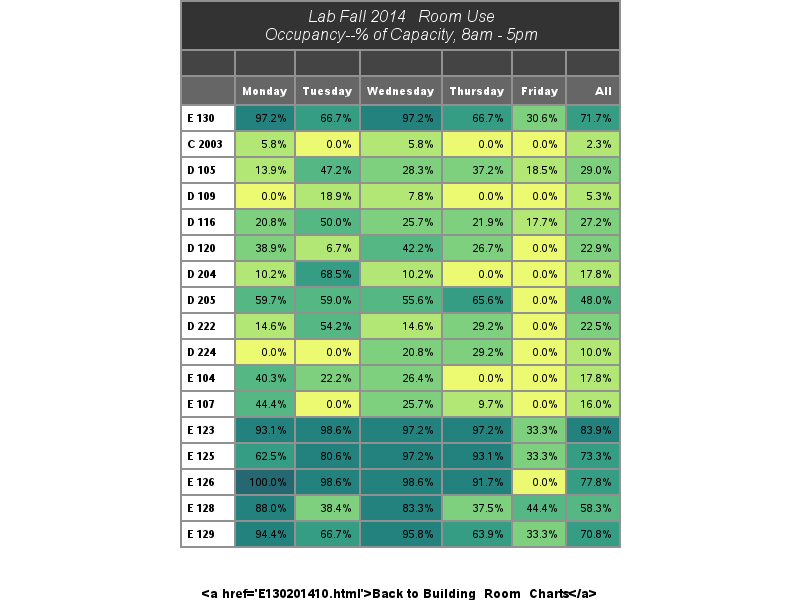 Lab Fall 2014 Room Use
Occupancy--% of Capacity, 8am - 5pm
Monday Tuesday Wednesday Thursday Friday All
E 130 97.2% 66.7% 97.2% 66.7% 30.6% 71.7%
C 2003 5.8% 0.0% 5.8% 0.0% 0.0% 2.3%
D 105 13.9% 47.2% 28.3% 37.2% 18.5% 29.0%
D 109 0.0% 18.9% 7.8% 0.0% 0.0% 5.3%
D 116 20.8% 50.0% 25.7% 21.9% 17.7% 27.2%
D 120 38.9% 6.7% 42.2% 26.7% 0.0% 22.9%
D 204 10.2% 68.5% 10.2% 0.0% 0.0% 17.8%
D 205 59.7% 59.0% 55.6% 65.6% 0.0% 48.0%
D 222 14.6% 54.2% 14.6% 29.2% 0.0% 22.5%
D 224 0.0% 0.0% 20.8% 29.2% 0.0% 10.0%
E 104 40.3% 22.2% 26.4% 0.0% 0.0% 17.8%
E 107 44.4% 0.0% 25.7% 9.7% 0.0% 16.0%
E 123 93.1% 98.6% 97.2% 97.2% 33.3% 83.9%
E 125 62.5% 80.6% 97.2% 93.1% 33.3% 73.3%
E 126 100.0% 98.6% 98.6% 91.7% 0.0% 77.8%
E 128 88.0% 38.4% 83.3% 37.5% 44.4% 58.3%
E 129 94.4% 66.7% 95.8% 63.9% 33.3% 70.8%
<a href='E130201410.html'>Back to Building_Room_Charts</a>